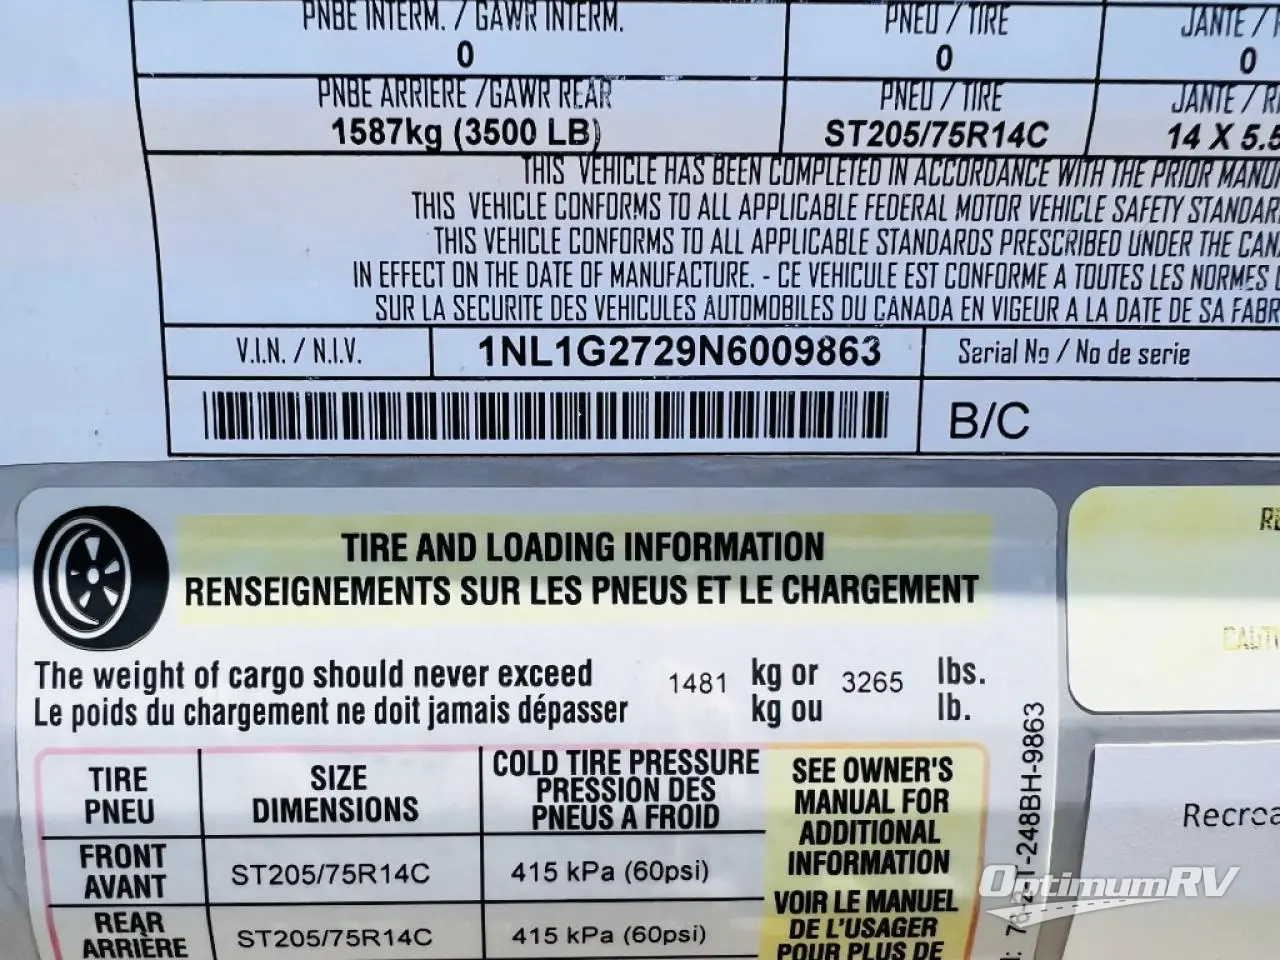 PNBE INTERM. / GAWR INTERM.
PNEU / TIRE
JANTE /
0
0
0
PNBE ARRIERE /GAWR REAR
PNEU / TIRE
JANTE /
1587kg (3500 LB)
ST205/75R14C
14 X 5.5
THIS VEHICLE HAS BEEN COMPLETED IN ACCORDANCE WITH THE PRIOR
THIS VEHICLE CONFORMS TO ALL APPLICABLE FEDERAL MOTOR VEHICLE SAFETY
THIS VEHICLE CONFORMS TO ALL APPLICABLE STANDARDS PRESCRIBED UNDER THE
IN EFFECT ON THE DATE OF MANUFACTURE. - CE VEHICULE EST CONFORME A TOUTES LES NORMES
SUR LA SECURITE DES VEHICULES AUTOMOBILES DU CANADA EN VIGEUR A LA DATE DE SA
V.I.N. / N.I.V.
1NL1G2729N6009863
Serial No / No de serie
B/C
TIRE AND LOADING INFORMATION
RENSEIGNEMENTS SUR LES PNEUS ET LE CHARGEMENT
The weight of cargo should never exceed 1481 kg or 3265 lbs.
Le poids du chargement ne doit jamais dépasser kg ou lb.
TIRE
PNEU
SIZE
DIMENSIONS
COLD TIRE PRESSURE
PRESSION DES
PNEUS A FROID
SEE OWNER'S
MANUAL FOR
ADDITIONAL
INFORMATION
FRONT
AVANT
ST205/75R14C
415 kPa (60psi)
VOIR LE MANUEL
DE L'USAGER
POUR PLUS DE
REAR
ARRIÈRE
ST205/75R14C
415 kPa (60psi)
248BH-9863
OptimumRV